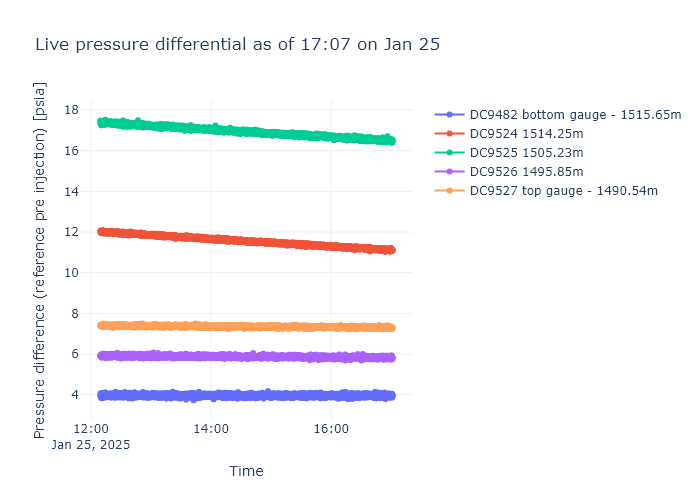 Live pressure differential as of 17:07 on Jan 25
Pressure difference (reference pre injection) [psia]
18
16
14
12
10
8
6
4
12:00
Jan 25, 2025
14:00
16:00
Time
DC9482 bottom gauge - 1515.65m
DC9524 1514.25m
DC9525 1505.23m
DC9526 1495.85m
DC9527 top gauge - 1490.54m